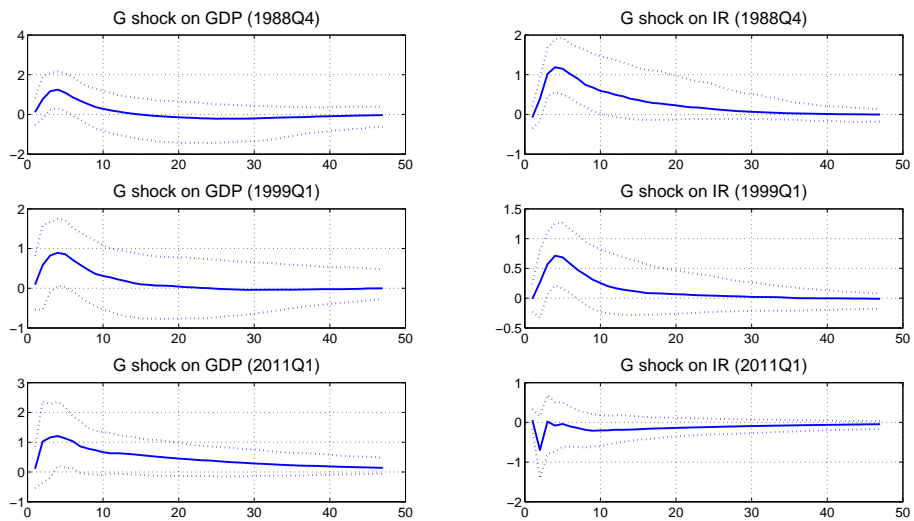 G shock on GDP (1988Q4)
4
2
0
−2
0 10 20 30 40 50
G shock on IR (1988Q4)
2
1
0
−1
0 10 20 30 40 50
G shock on GDP (1999Q1)
2
1
0
−1
0 10 20 30 40 50
G shock on IR (1999Q1)
1.5
1
0.5
0
−0.5
0 10 20 30 40 50
G shock on GDP (2011Q1)
3
2
1
0
−1
0 10 20 30 40 50
G shock on IR (2011Q1)
1
0
−1
−2
0 10 20 30 40 50